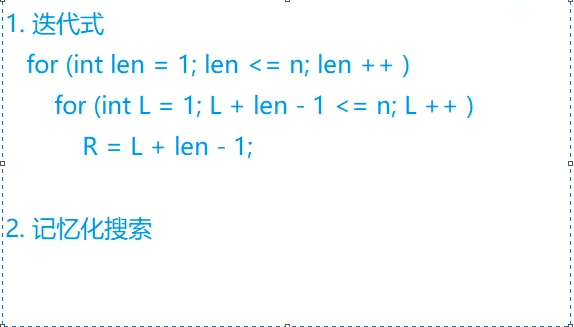 1. 迭代式
for (int len = 1; len <= n; len ++ )
for (int L = 1; L + len - 1 <= n; L ++ )
R = L + len - 1;
2. 记忆化搜索